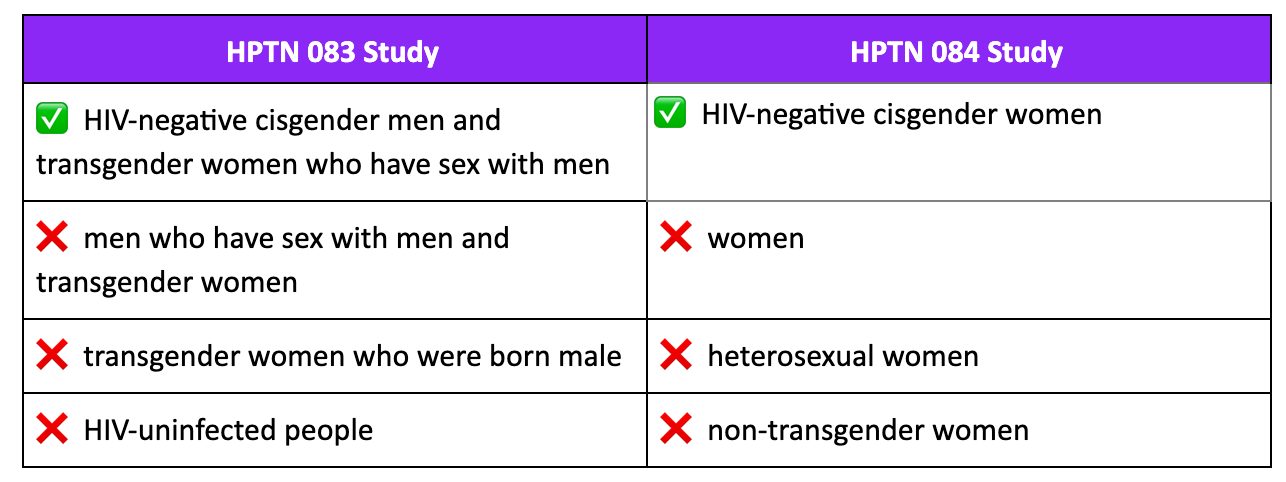 HPTN 083 Study
HPTN 084 Study
✅ HIV-negative cisgender men and
transgender women who have sex with men
✅ HIV-negative cisgender women
❌ men who have sex with men and
transgender women
❌ women
❌ transgender women who were born male
❌ heterosexual women
❌ HIV-uninfected people
❌ non-transgender women